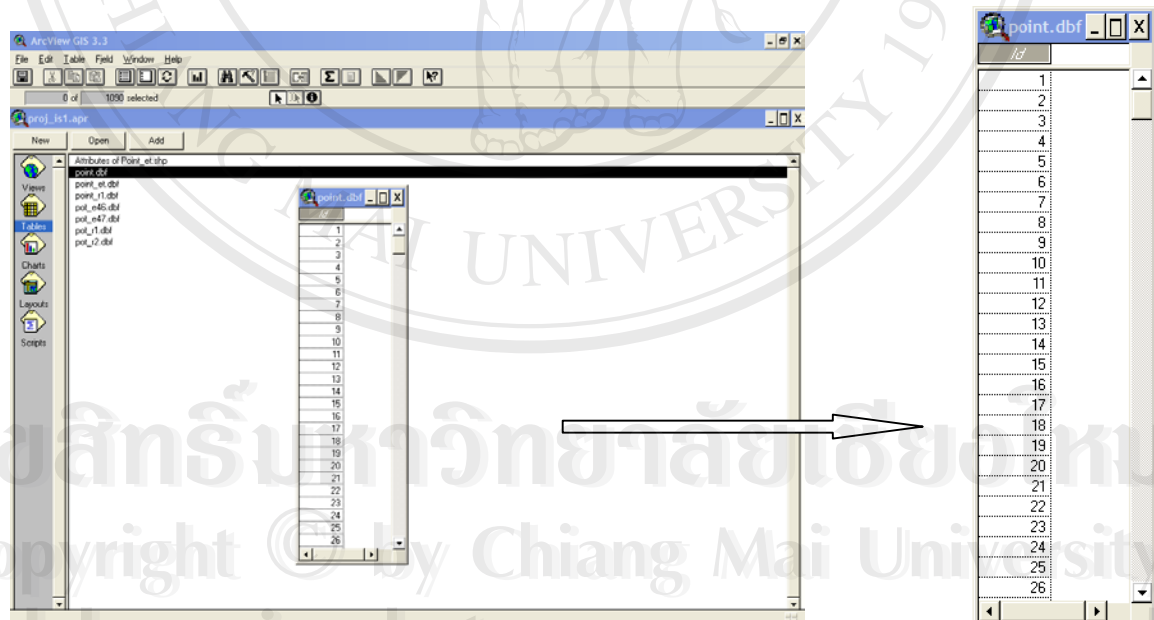 ArcView GIS 3.3
File Edit Table Field Window Help
0 of 1090 selected
proj_is1.apr
New Open Add
Views
Tables
Charts
Layouts
Scripts
Attributes of Point_et.shp
point.dbf
point_et.dbf
point_r1.dbf
pot_e46.dbf
pot_e47.dbf
pot_r1.dbf
pot_r2.dbf
point.dbf
Id
1
2
3
4
5
6
7
8
9
10
11
12
13
14
15
16
17
18
19
20
21
22
23
24
25
26
point.dbf
Id
1
2
3
4
5
6
7
8
9
10
11
12
13
14
15
16
17
18
19
20
21
22
23
24
25
26
MAI UNIVERSITY 19
opyright © by Chiang Mai University